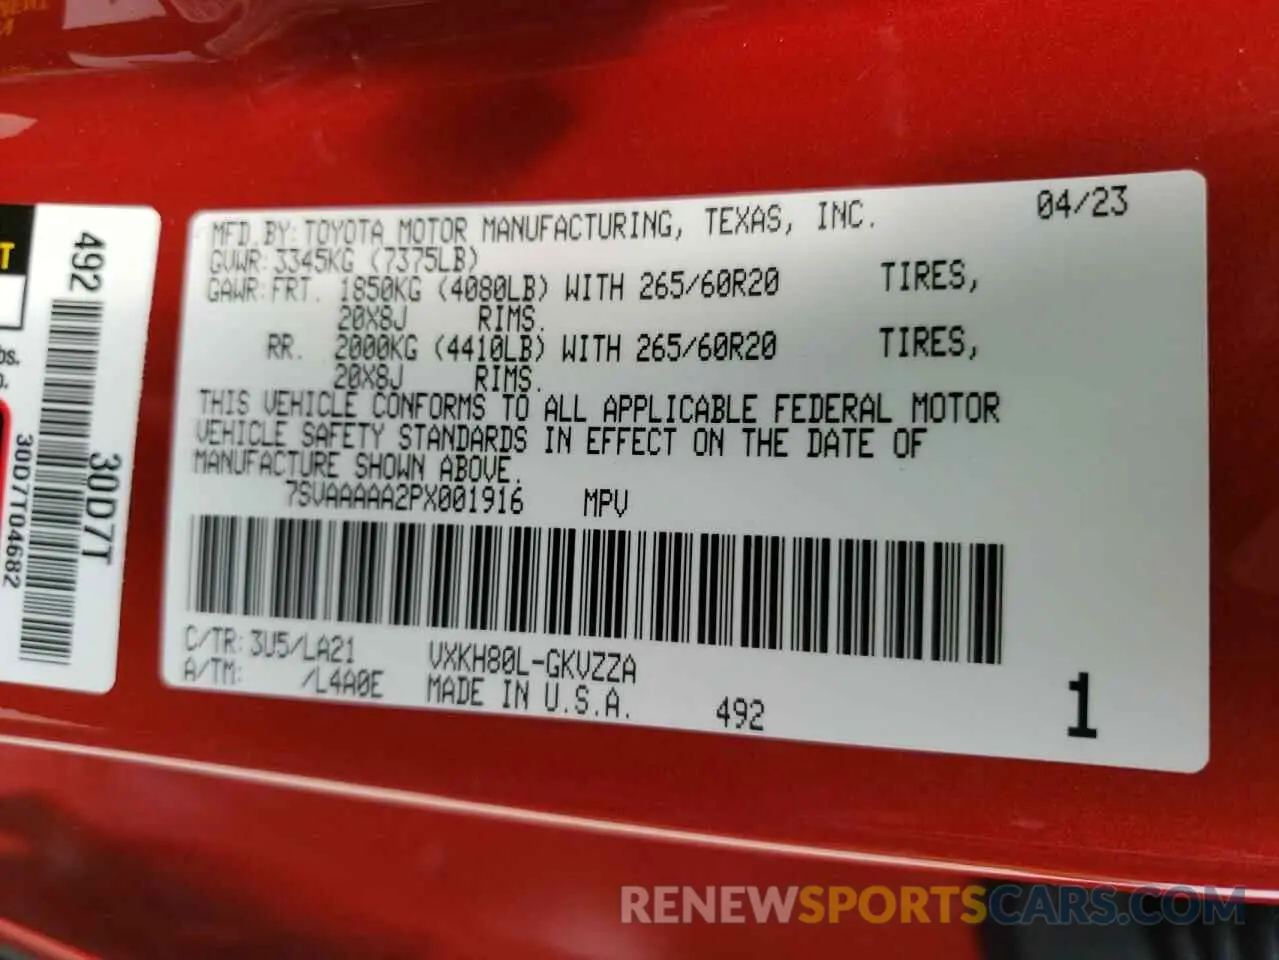 MFD.BY:TOYOTA MOTOR MANUFACTURING, TEXAS, INC. 04/23
GVWR:3345KG (7375LB)
GAWR:FRT. 1850KG (4080LB) WITH 265/60R20 TIRES,
20X8J RIMS.
RR. 2000KG (4410LB) WITH 265/60R20 TIRES,
20X8J RIMS.
THIS VEHICLE CONFORMS TO ALL APPLICABLE FEDERAL MOTOR
VEHICLE SAFETY STANDARDS IN EFFECT ON THE DATE OF
MANUFACTURE SHOWN ABOVE.
7SVAAAAA2PX001916 MPV
C/TR:3U5/LA21 VXKH80L-GKVZZA
A/TM: /L4A0E MADE IN U.S.A. 492
1
492
30D7T
30D7T04682
RENEWSPORTSCARS.COM